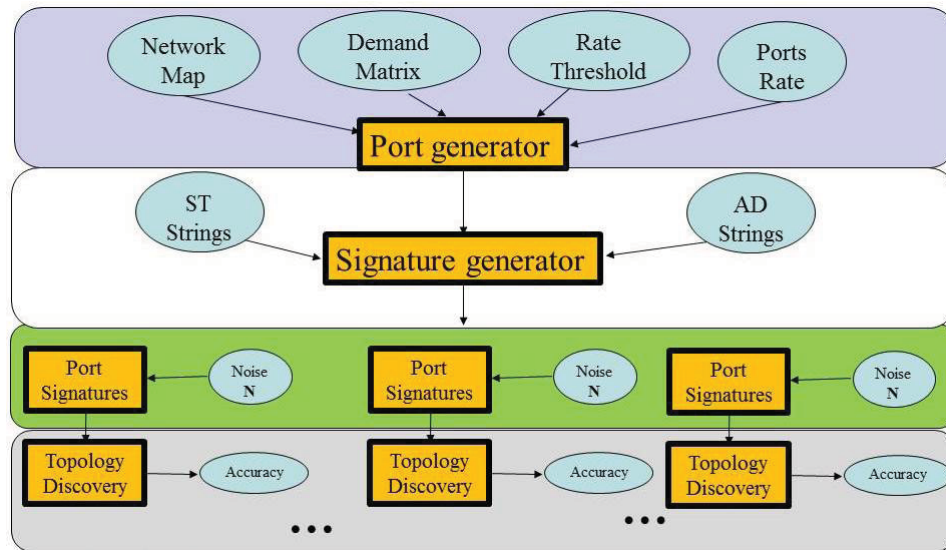 Network
Map
Demand
Matrix
Rate
Threshold
Ports
Rate
Port generator
ST
Strings
AD
Strings
Signature generator
Port
Signatures
Noise
N
Port
Signatures
Noise
N
Port
Signatures
Noise
N
Topology
Discovery
Accuracy
Topology
Discovery
Accuracy
Topology
Discovery
Accuracy
...
...